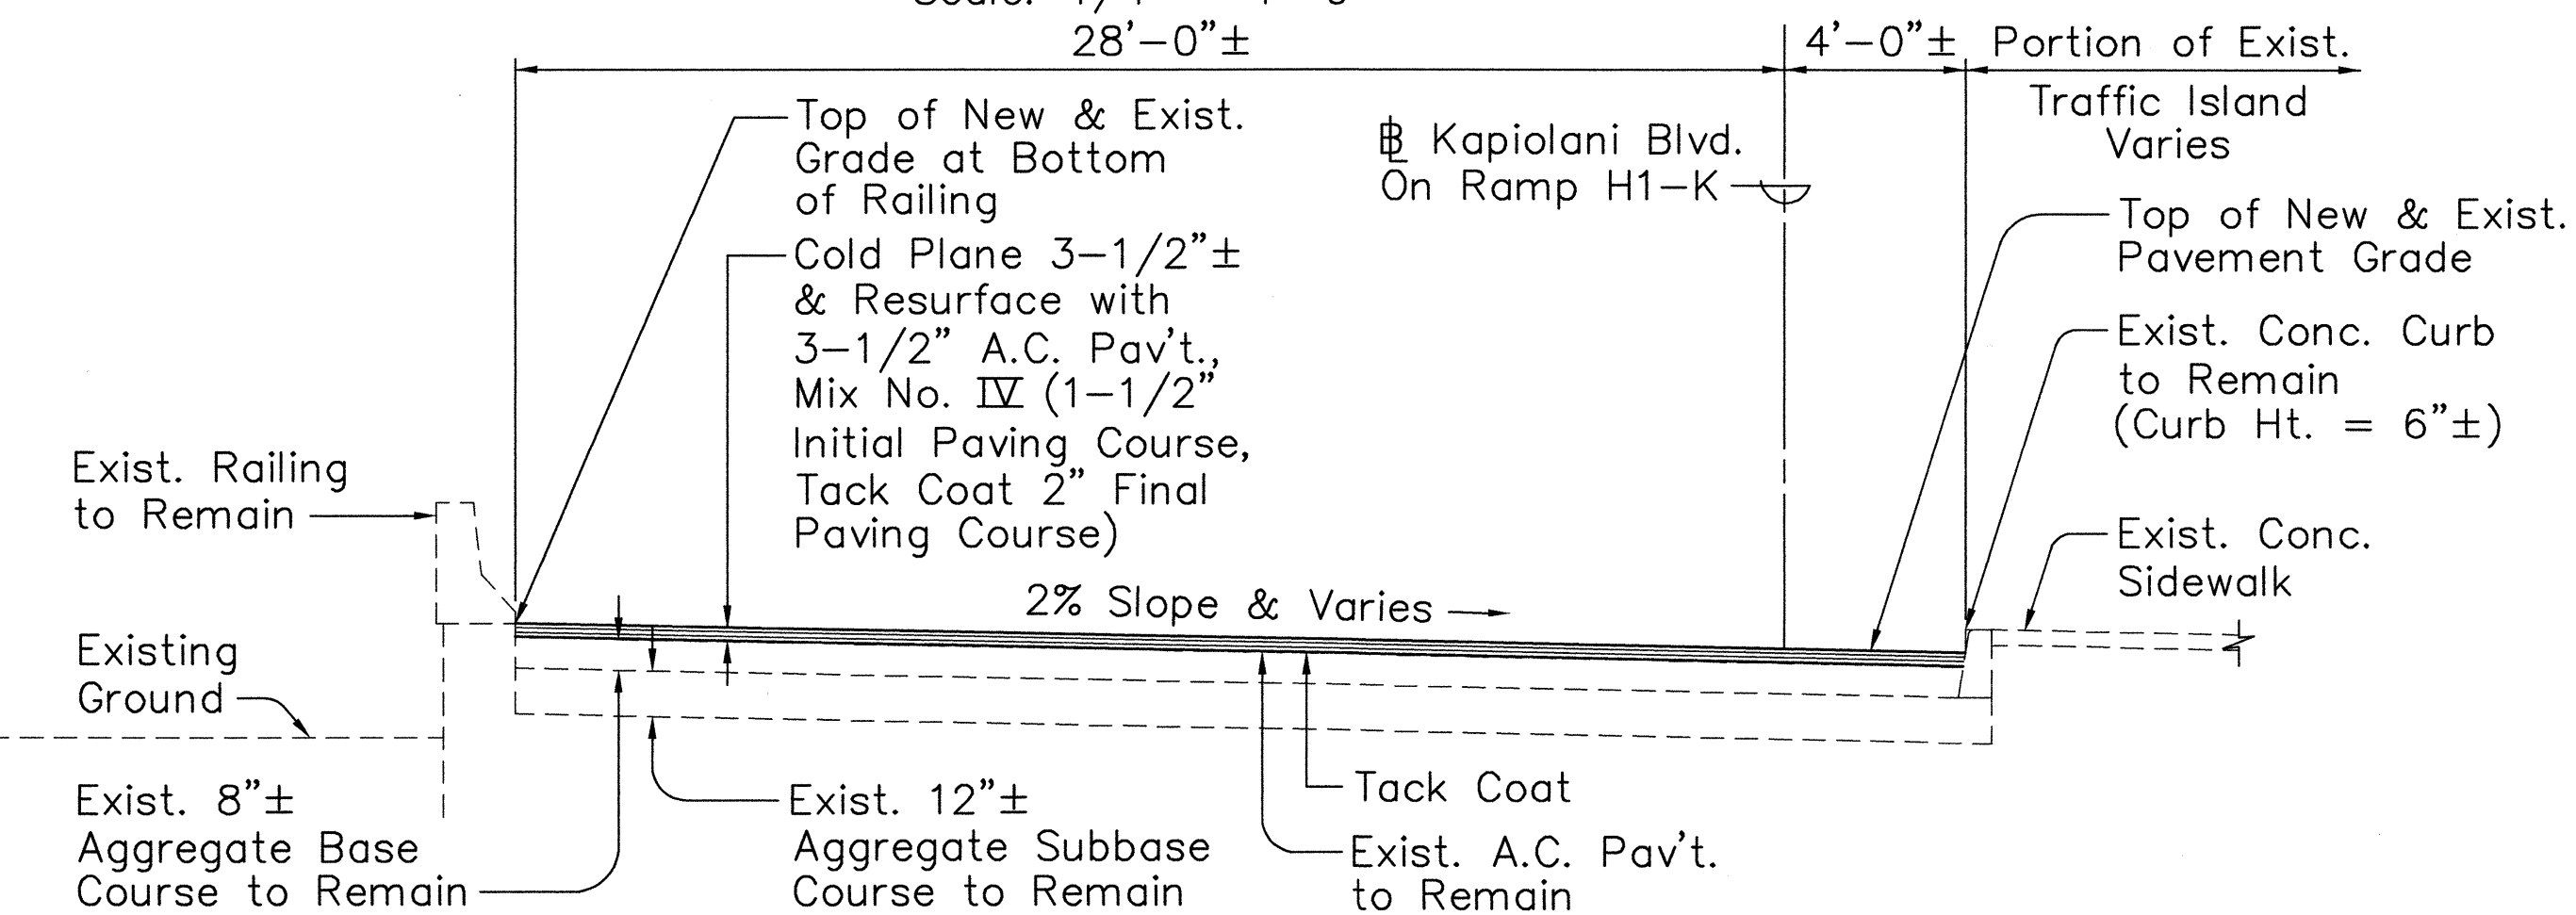 28'-0"±
4'-0"± Portion of Exist.
Traffic Island
Varies
Top of New & Exist.
Grade at Bottom
of Railing
℄ Kapiolani Blvd.
On Ramp H1-K
Top of New & Exist.
Pavement Grade
Cold Plane 3-1/2"±
& Resurface with
3-1/2" A.C. Pav't.,
Mix No. IV (1-1/2"
Initial Paving Course,
Tack Coat 2" Final
Paving Course)
Exist. Conc. Curb
to Remain
(Curb Ht. = 6"±)
Exist. Railing
to Remain
Exist. Conc.
Sidewalk
2% Slope & Varies
Existing
Ground
Exist. 8"±
Aggregate Base
Course to Remain
Exist. 12"±
Aggregate Subbase
Course to Remain
Tack Coat
Exist. A.C. Pav't.
to Remain